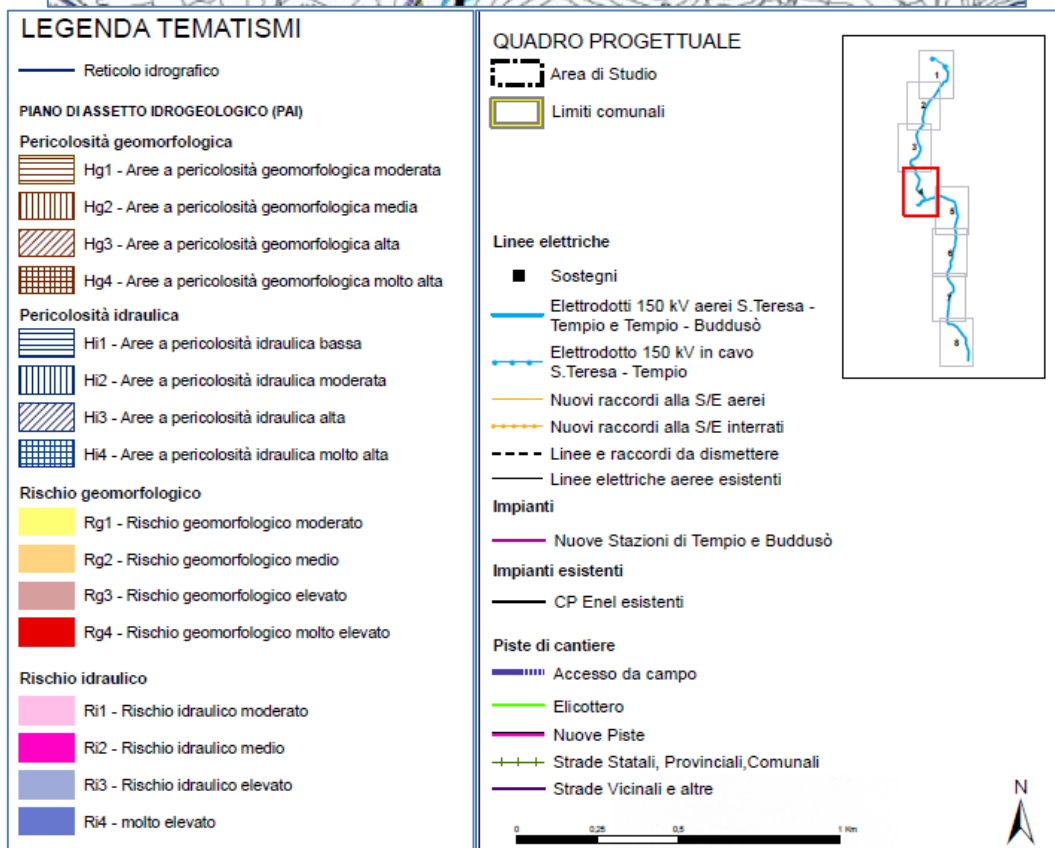 LEGENDA TEMATISMI
Reticolo idrografico
PIANO DI ASSETTO IDROGEOLOGICO (PAI)
Pericolosità geomorfologica
Hg1 - Aree a pericolosità geomorfologica moderata
Hg2 - Aree a pericolosità geomorfologica media
Hg3 - Aree a pericolosità geomorfologica alta
Hg4 - Aree a pericolosità geomorfologica molto alta
Pericolosità idraulica
Hi1 - Aree a pericolosità idraulica bassa
Hi2 - Aree a pericolosità idraulica moderata
Hi3 - Aree a pericolosità idraulica alta
Hi4 - Aree a pericolosità idraulica molto alta
Rischio geomorfologico
Rg1 - Rischio geomorfologico moderato
Rg2 - Rischio geomorfologico medio
Rg3 - Rischio geomorfologico elevato
Rg4 - Rischio geomorfologico molto elevato
Rischio idraulico
Ri1 - Rischio idraulico moderato
Ri2 - Rischio idraulico medio
Ri3 - Rischio idraulico elevato
Ri4 - molto elevato
QUADRO PROGETTUALE
Area di Studio
Limiti comunali
Linee elettriche
Sostegni
Elettrodotti 150 kV aerei S.Teresa -
Tempio e Tempio - Buddusò
Elettrodotto 150 kV in cavo
S.Teresa - Tempio
Nuovi raccordi alla S/E aerei
Nuovi raccordi alla S/E interrati
Linee e raccordi da dismettere
Linee elettriche aeree esistenti
Impianti
Nuove Stazioni di Tempio e Buddusò
Impianti esistenti
CP Enel esistenti
Piste di cantiere
Accesso da campo
Elicottero
Nuove Piste
Strade Statali, Provinciali,Comunali
Strade Vicinali e altre
0 0,25 0,5 1 Km
1
2
3
4
5
6
7
8
N